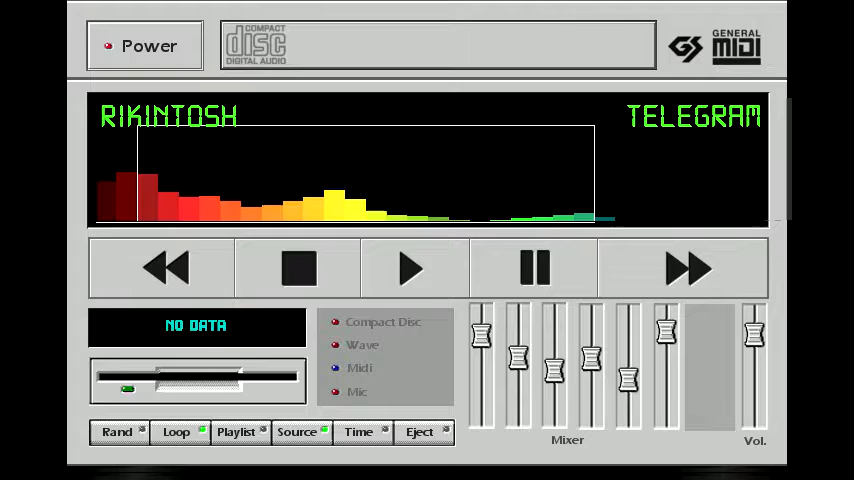 Power
COMPACT
disc
DIGITAL AUDIO
GS
GENERAL
MIDI
RIKINTOSH
TELEGRAM
NO DATA
Compact Disc
Wave
Midi
Mic
Rand
Loop
Playlist
Source
Time
Eject
Mixer
Vol.